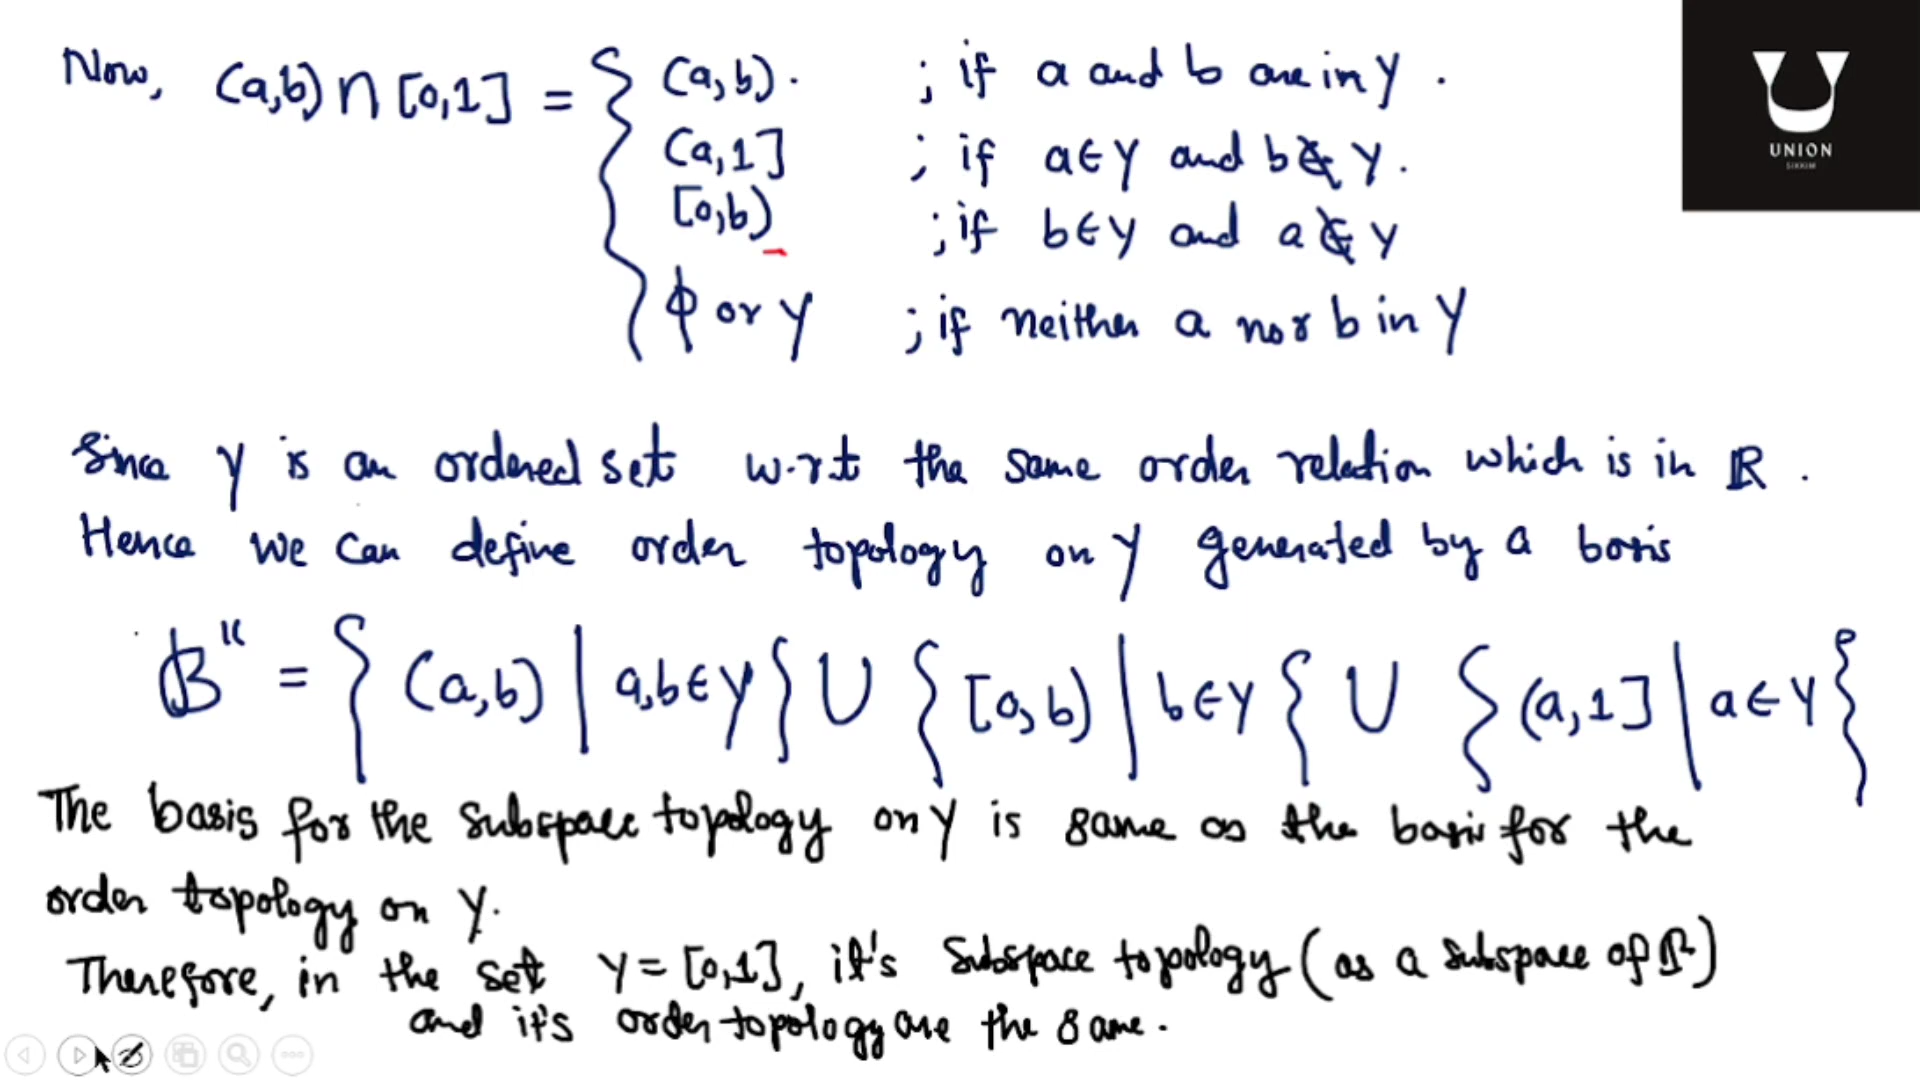 Now, (a,b) ∩ [0,1] = { (a,b). ; if a and b are in Y.
(a,1] ; if a∈Y and b∉Y.
[0,b) ; if b∈Y and a∉Y
ϕ or Y ; if neither a nor b in Y
UNION
SIKKIM
Since Y is an ordered set w.r.t the same order relation which is in ℝ.
Hence we can define order topology on Y generated by a basis
𝔹" = { (a,b) | a,b∈Y } ∪ { [0,b) | b∈Y } ∪ { (a,1] | a∈Y }
The basis for the subspace topology on Y is same as the basis for the
order topology on Y.
Therefore, in the set Y = [0,1], it's Subspace topology (as a subspace of ℝ)
and it's order topology are the same.